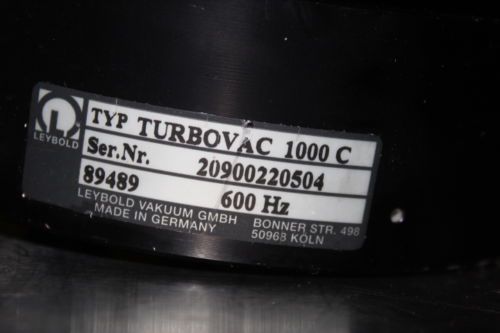 LEYBOLD
TYP TURBOVAC 1000 C
Ser.Nr. 20900220504
89489 600 Hz
LEYBOLD VAKUUM GMBH BONNER STR. 498
MADE IN GERMANY 50968 KÖLN